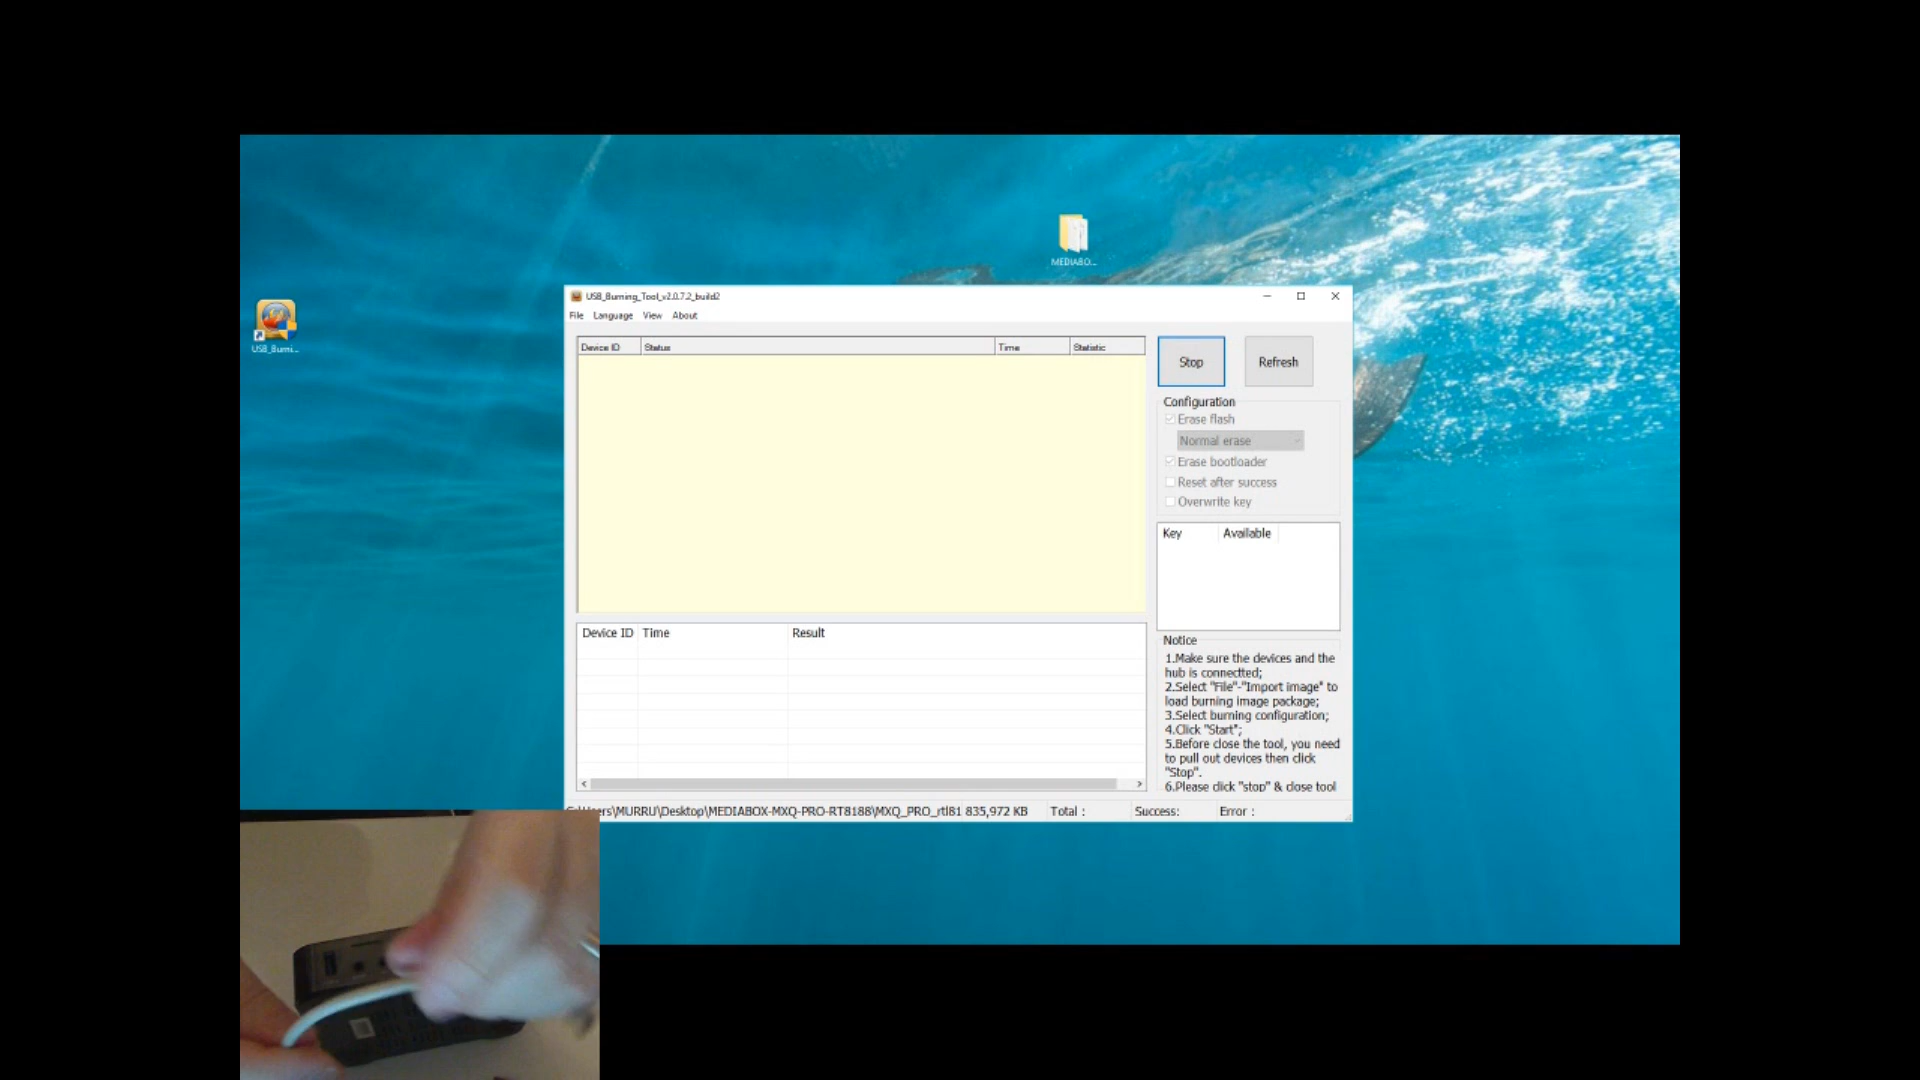 MEDIABO...
USB_Burni...
USB_Burning_Tool_v2.0.7.2_build2
File Language View About
Device ID Status Time Statistic
Stop Refresh
Configuration
Erase flash
Normal erase
Erase bootloader
Reset after success
Overwrite key
Key Available
Device ID Time Result
Notice
1.Make sure the devices and the
hub is connectted;
2.Select "File"-"Import image" to
load burning image package;
3.Select burning configuration;
4.Click "Start";
5.Before close the tool, you need
to pull out devices then click
"Stop".
6.Please click "stop" & close tool
ers\MURRU\Desktop\MEDIABOX-MXQ-PRO-RT8188\MXQ_PRO_rtl81 835,972 KB Total : Success: Error :